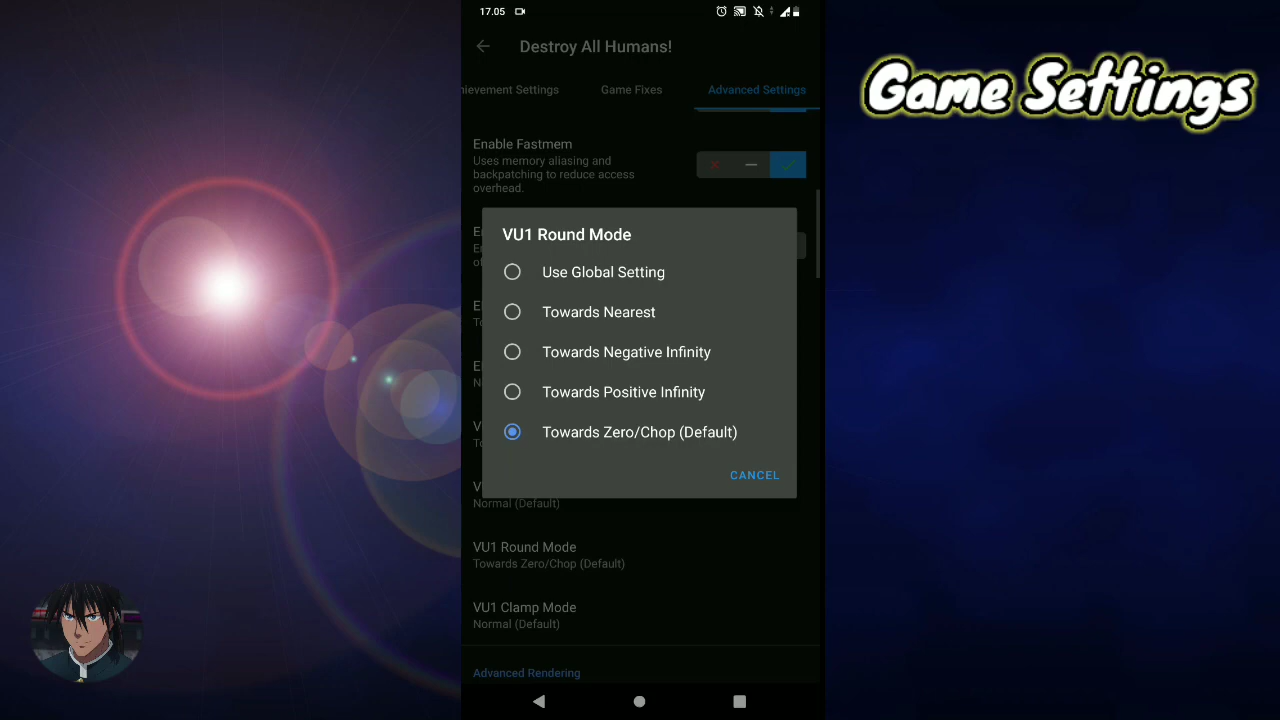 17.05
Destroy All Humans!
Game Settings
hievement Settings Game Fixes Advanced Settings
Enable Fastmem
Uses memory aliasing and
backpatching to reduce access
overhead.
VU1 Round Mode
Use Global Setting
Towards Nearest
Towards Negative Infinity
Towards Positive Infinity
Towards Zero/Chop (Default)
CANCEL
Normal (Default)
VU1 Round Mode
Towards Zero/Chop (Default)
VU1 Clamp Mode
Normal (Default)
Advanced Rendering